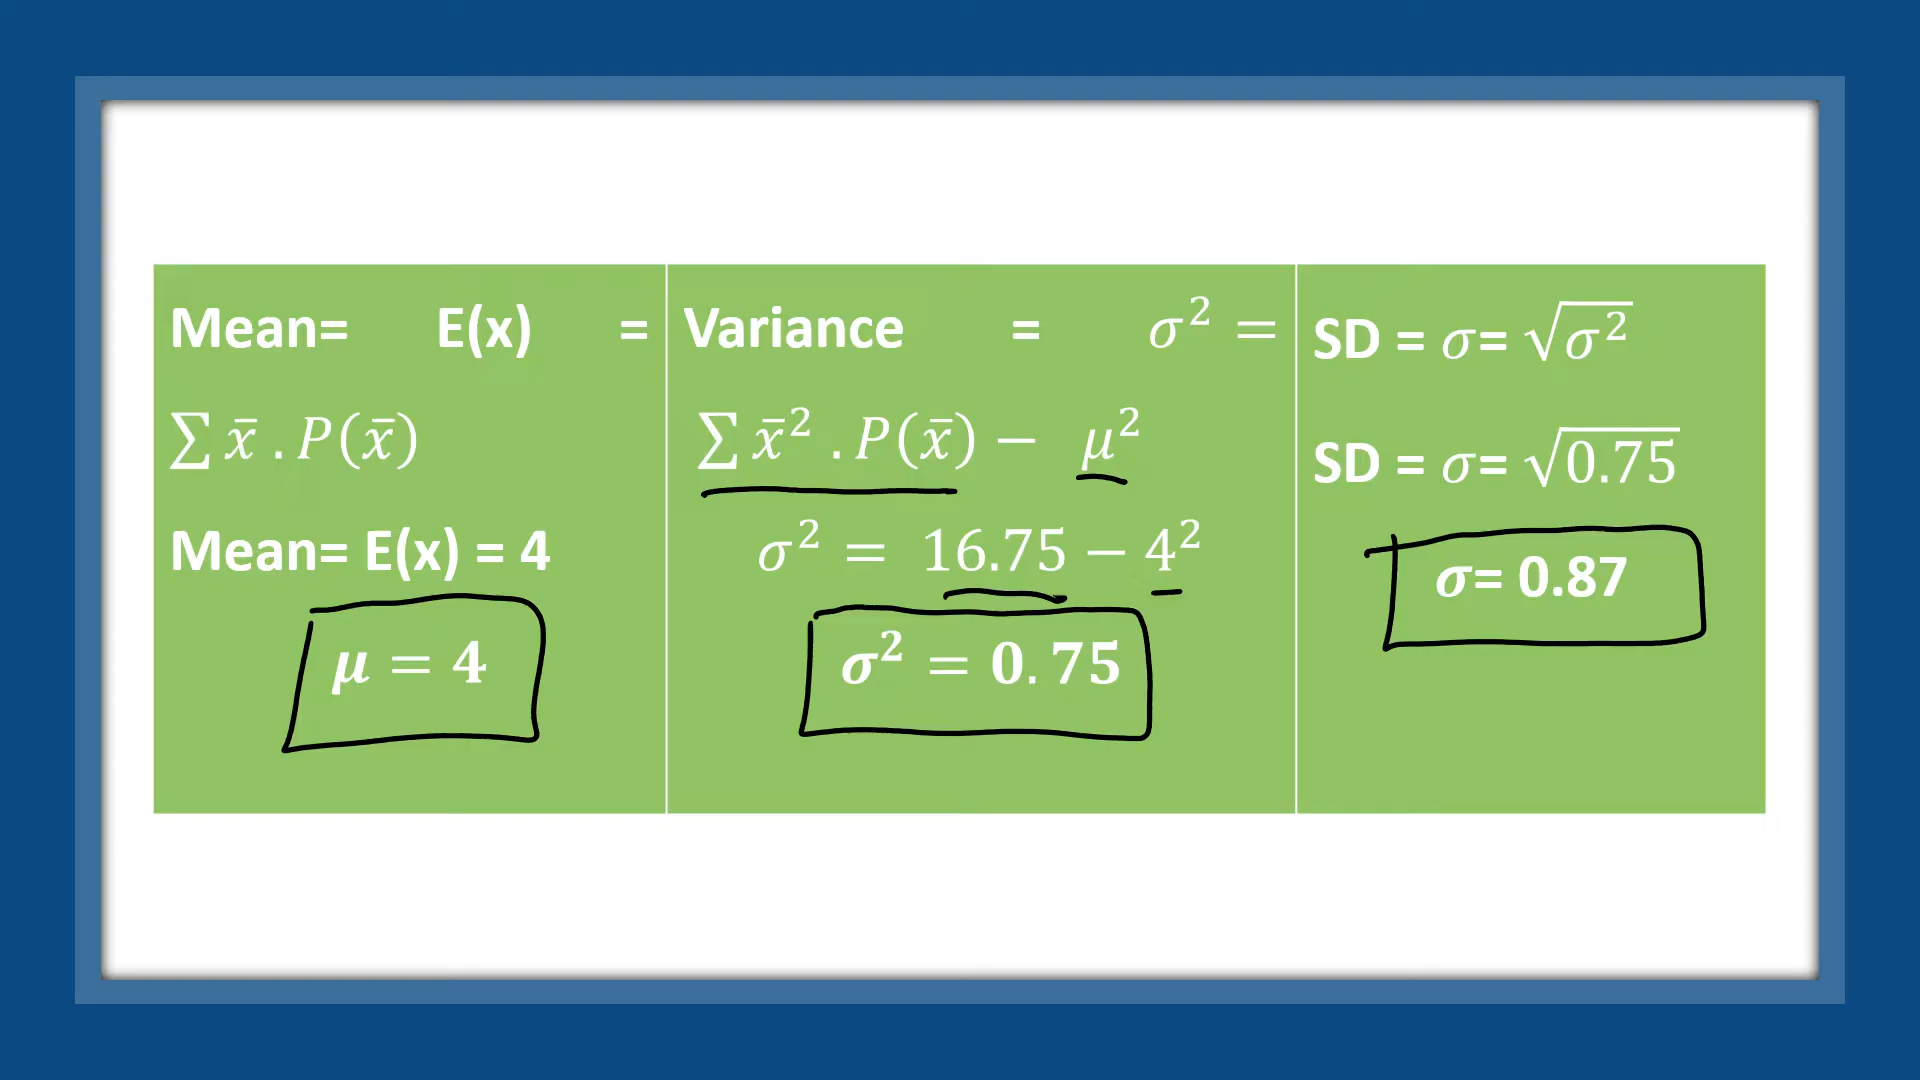 Mean= E(x) =
∑ x̄ . P(x̄)
Mean= E(x) = 4
μ = 4
Variance = σ² =
∑ x̄² . P(x̄) − μ²
σ² = 16.75 − 4²
σ² = 0.75
SD = σ= √σ²
SD = σ= √0.75
σ= 0.87